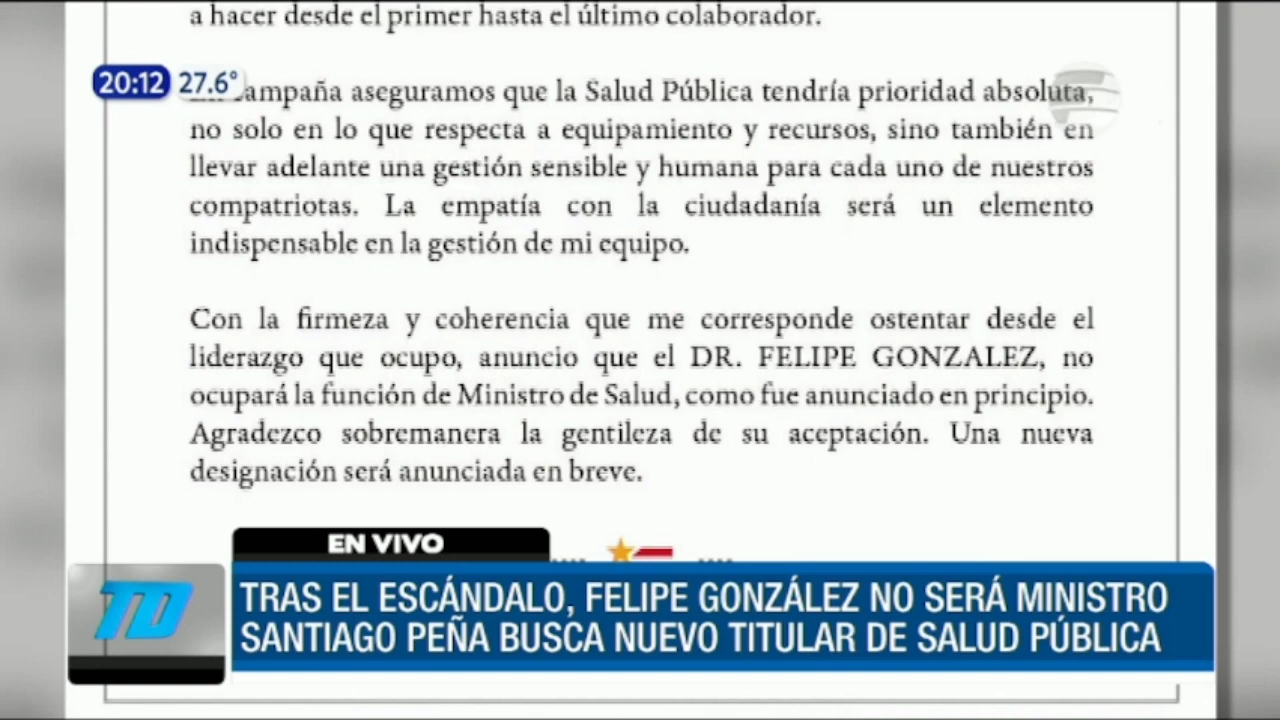 a hacer desde el primer hasta el último colaborador.
20:12 27.6°
campaña aseguramos que la Salud Pública tendría prioridad absoluta,
no solo en lo que respecta a equipamiento y recursos, sino también en
llevar adelante una gestión sensible y humana para cada uno de nuestros
compatriotas. La empatía con la ciudadanía será un elemento
indispensable en la gestión de mi equipo.
Con la firmeza y coherencia que me corresponde ostentar desde el
liderazgo que ocupo, anuncio que el DR. FELIPE GONZALEZ, no
ocupará la función de Ministro de Salud, como fue anunciado en principio.
Agradezco sobremanera la gentileza de su aceptación. Una nueva
designación será anunciada en breve.
EN VIVO
TD
TRAS EL ESCÁNDALO, FELIPE GONZÁLEZ NO SERÁ MINISTRO
SANTIAGO PEÑA BUSCA NUEVO TITULAR DE SALUD PÚBLICA